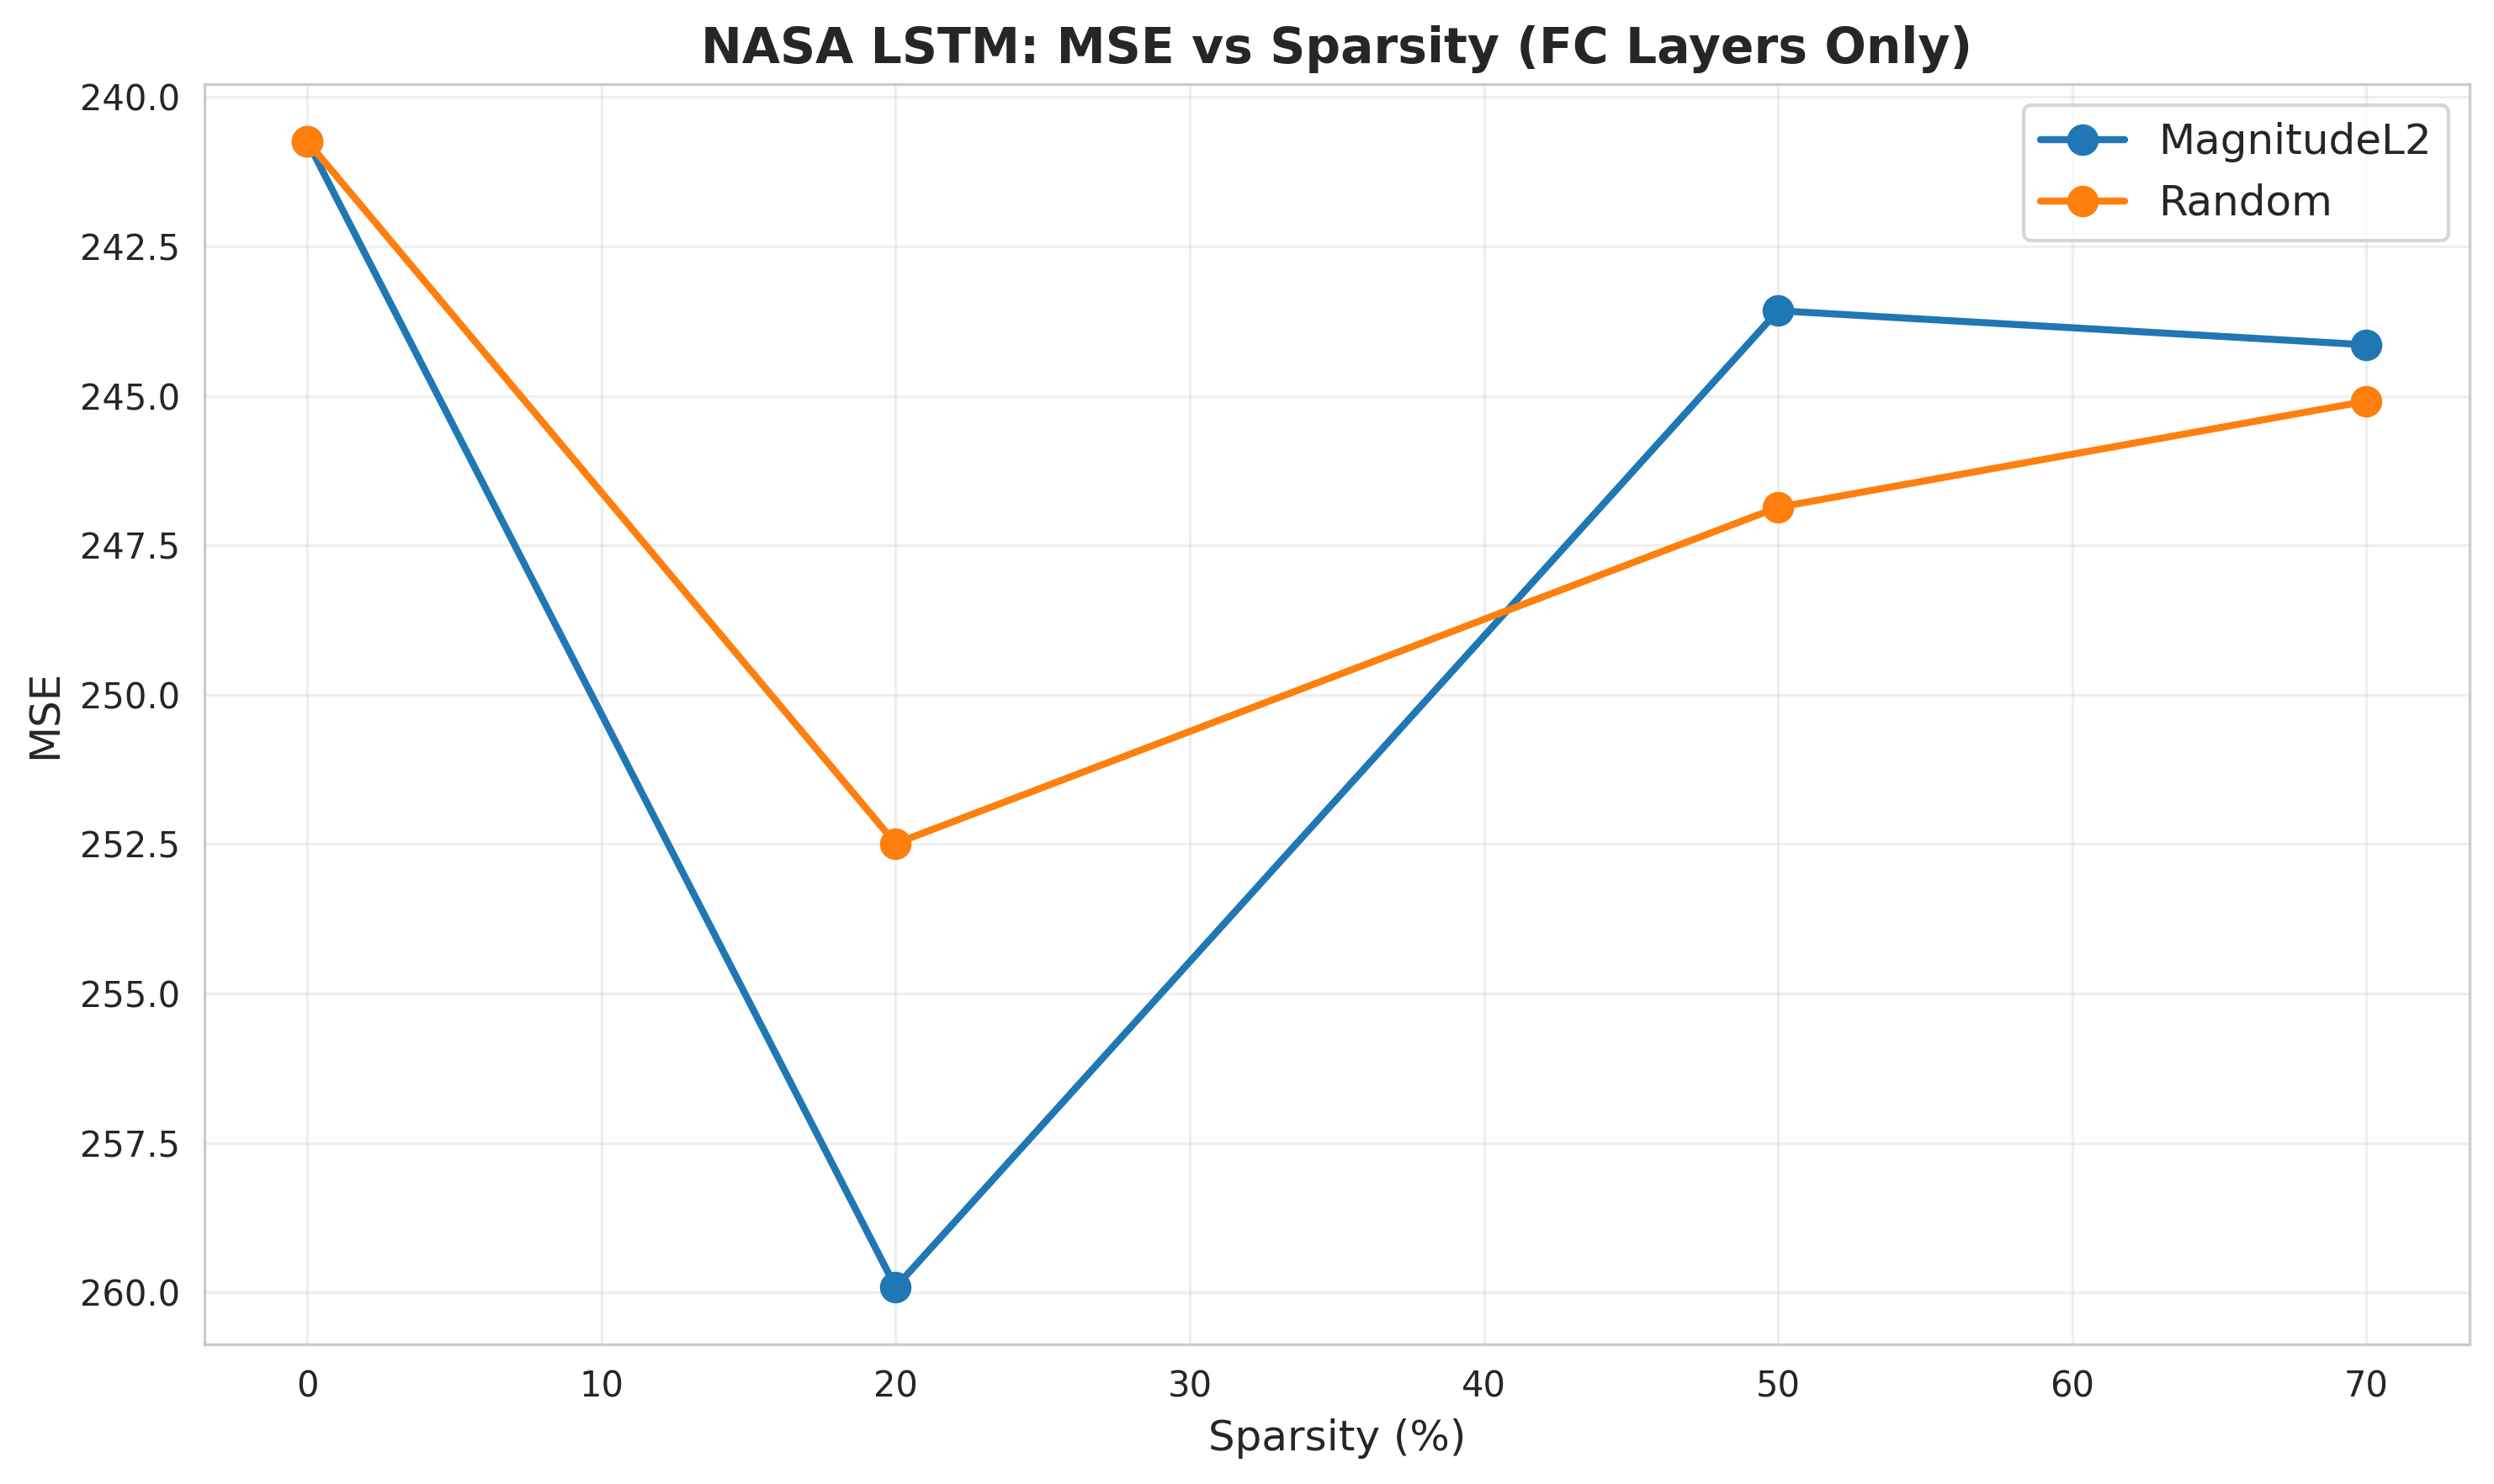 NASA LSTM: MSE vs Sparsity (FC Layers Only)
240.0
242.5
245.0
247.5
250.0
252.5
255.0
257.5
260.0
MSE
MagnitudeL2
Random
0 10 20 30 40 50 60 70
Sparsity (%)